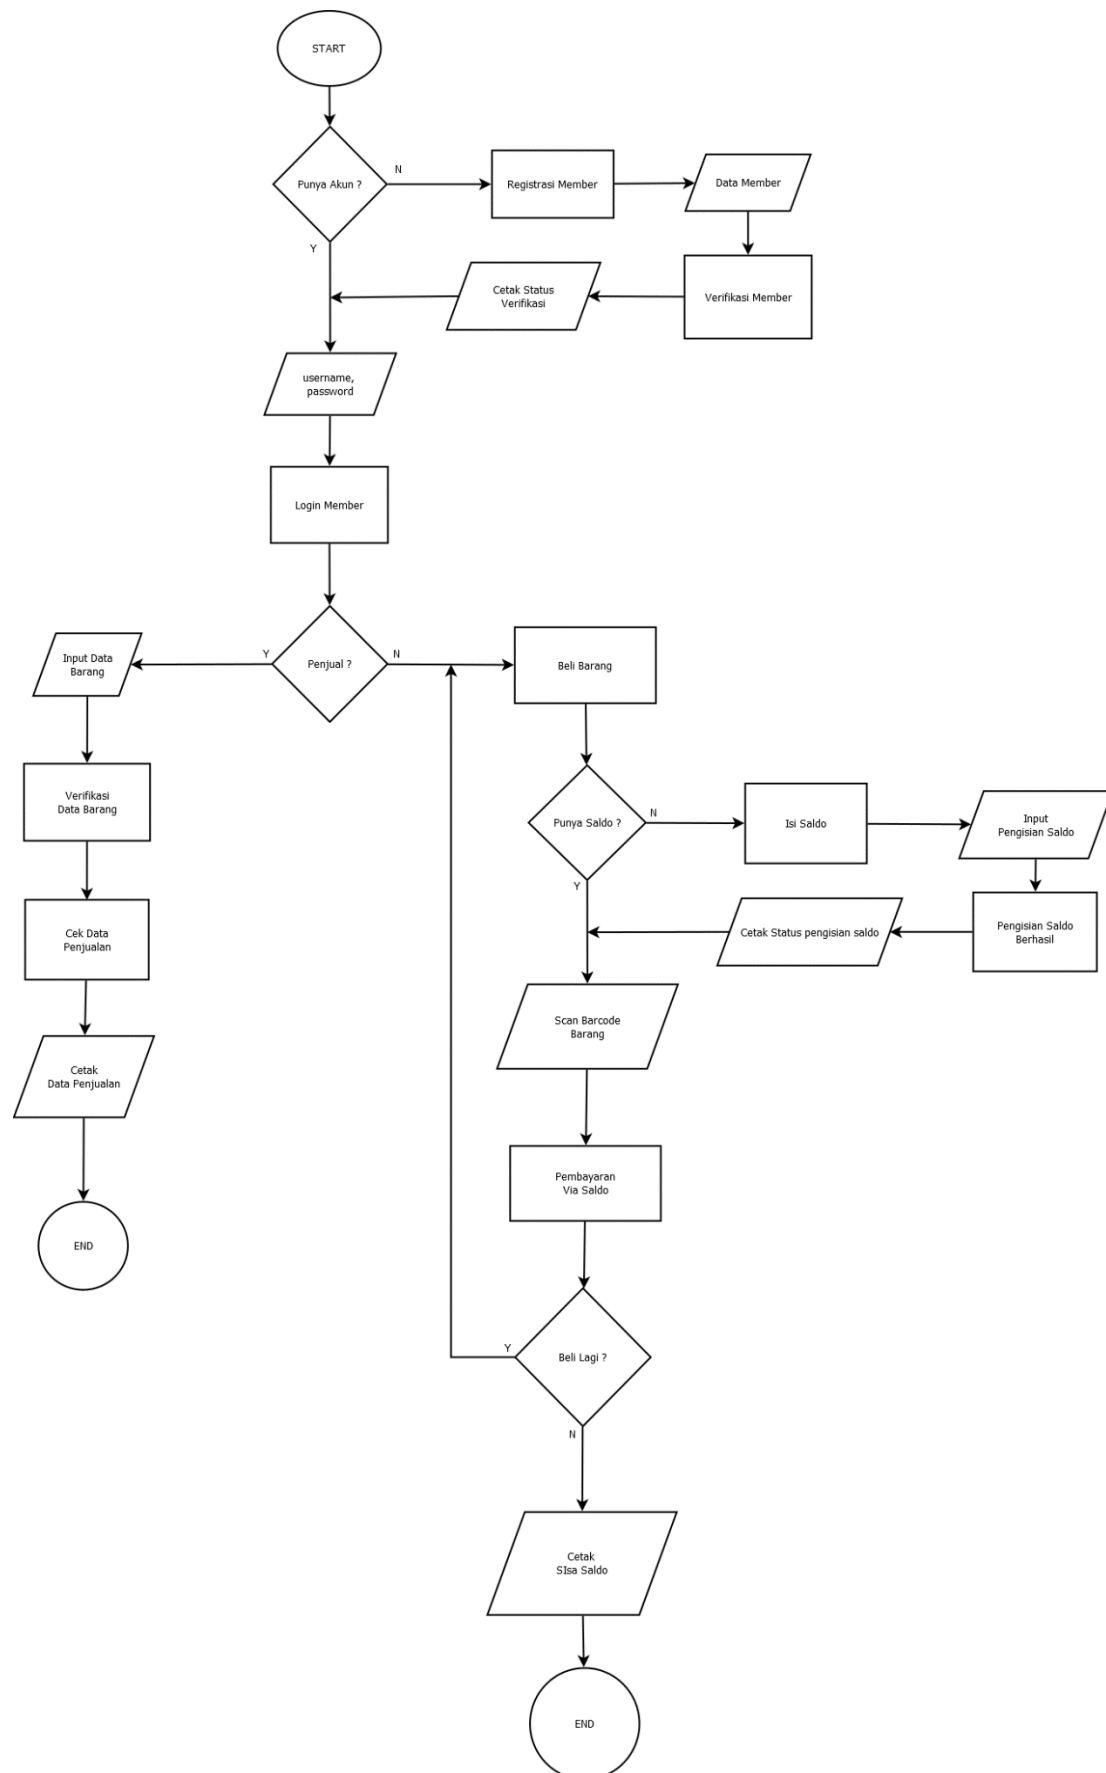 START
Punya Akun ?
N
Registrasi Member
Data Member
Y
Cetak Status
Verifikasi
Verifikasi Member
username,
password
Login Member
Penjual ?
Y
N
Input Data
Barang
Beli Barang
Verifikasi
Data Barang
Punya Saldo ?
N
Isi Saldo
Input
Pengisian Saldo
Y
Cek Data
Penjualan
Cetak Status pengisian saldo
Pengisian Saldo
Berhasil
Scan Barcode
Barang
Cetak
Data Penjualan
Pembayaran
Via Saldo
END
Y
Beli Lagi ?
N
Cetak
SIsa Saldo
END